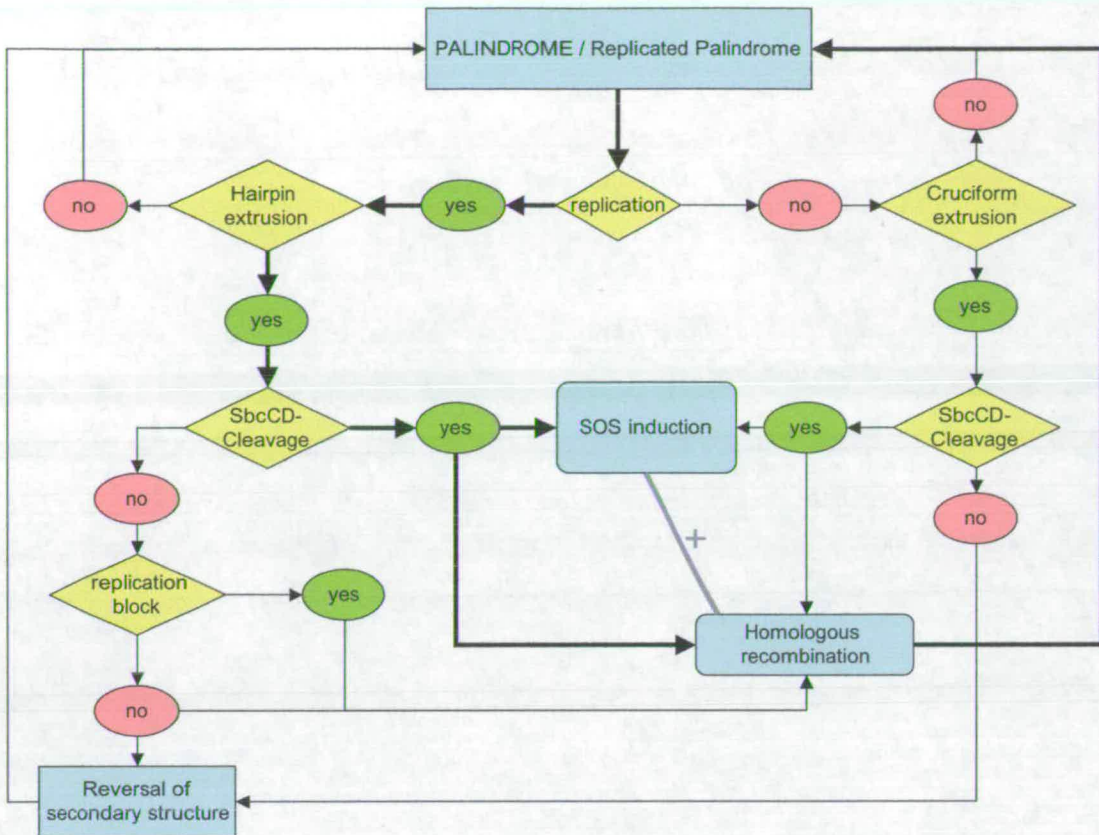 PALINDROME / Replicated Palindrome
no
Hairpin
extrusion
yes
replication
no
Cruciform
extrusion
no
yes
yes
SbcCD-
Cleavage
yes
SOS induction
yes
SbcCD-
Cleavage
no
no
+
replication
block
yes
Homologous
recombination
no
Reversal of
secondary structure